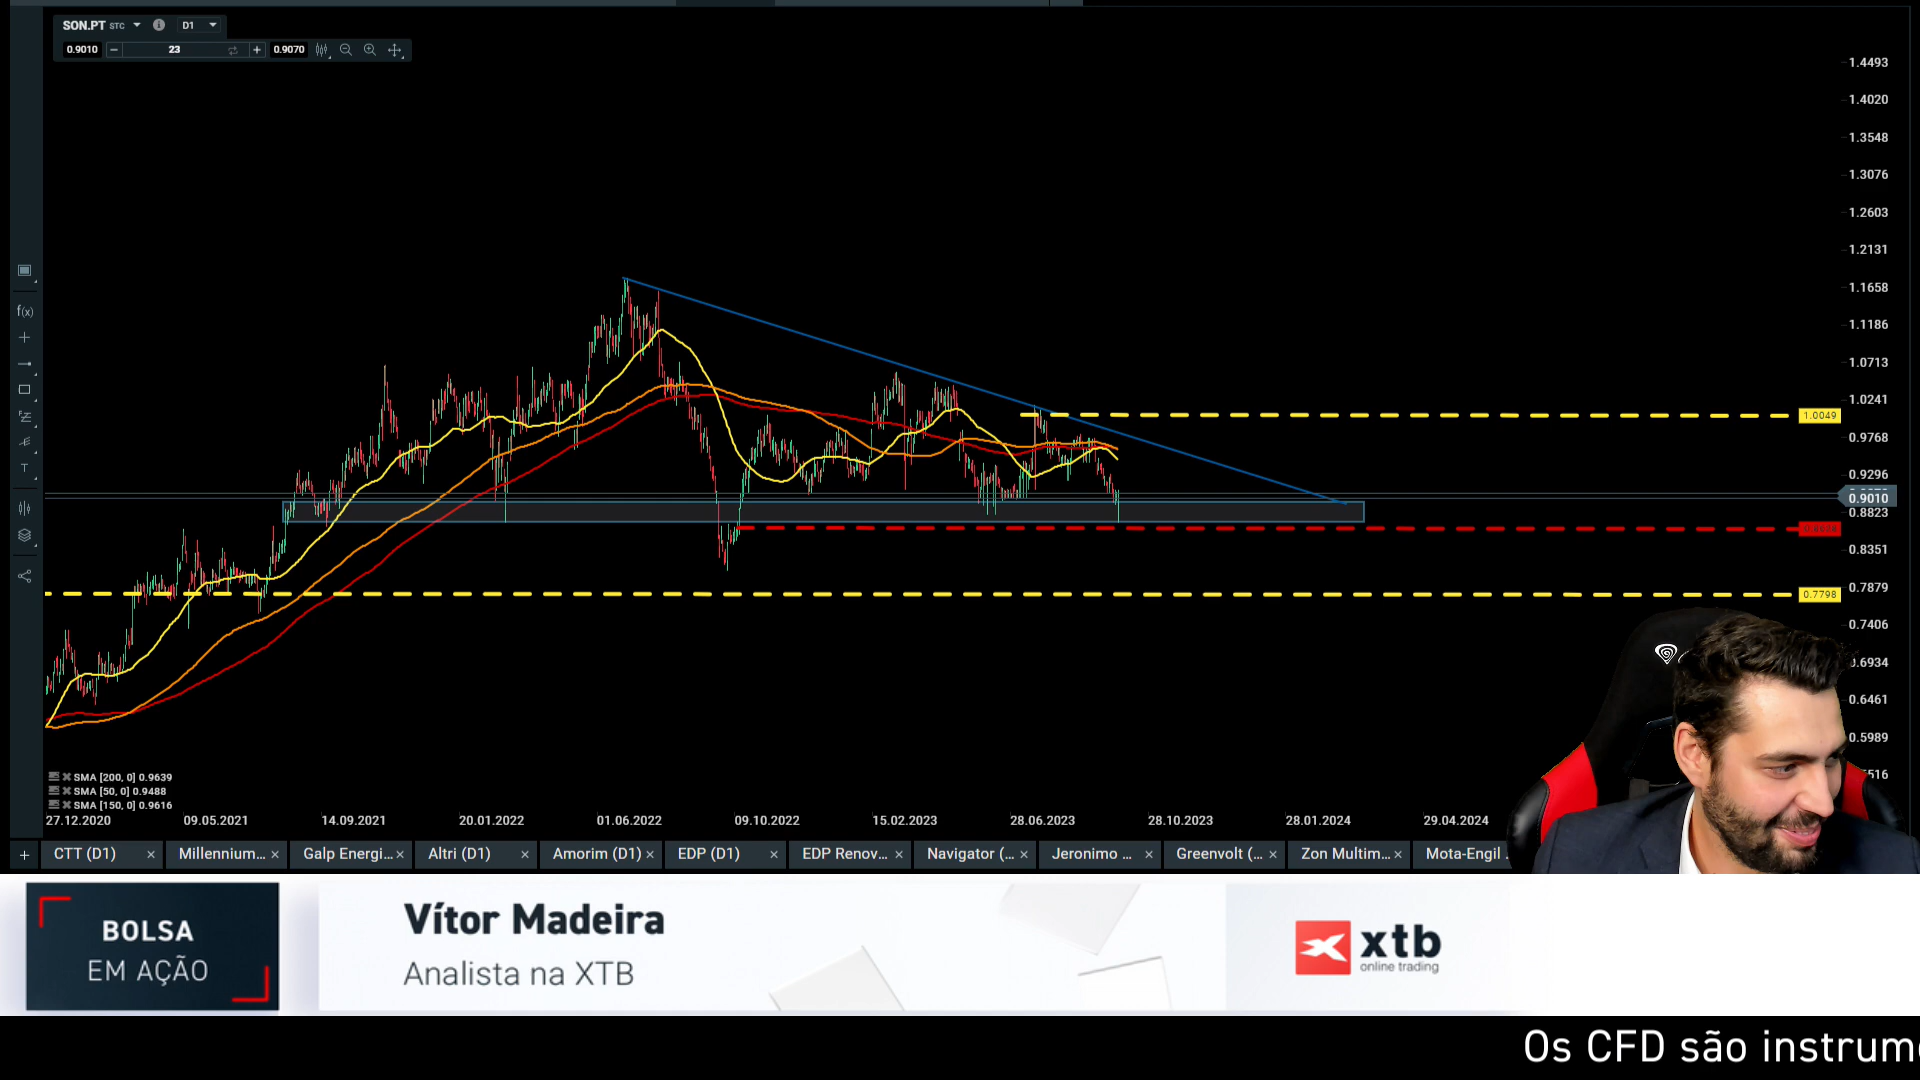 SON.PT STC D1
0.9010 23 0.9070
1.4493
1.4020
1.3548
1.3076
1.2603
1.2131
1.1658
1.1186
1.0713
1.0241
1.0049
0.9768
0.9296
0.9010
0.8823
0.8351
0.7879
0.7798
0.7406
0.6934
0.6461
0.5989
516
f(x)
T
SMA [200, 0] 0.9639
SMA [50, 0] 0.9488
SMA [150, 0] 0.9616
27.12.2020 09.05.2021 14.09.2021 20.01.2022 01.06.2022 09.10.2022 15.02.2023 28.06.2023 28.10.2023 28.01.2024 29.04.2024
CTT (D1) Millennium... Galp Energi... Altri (D1) Amorim (D1) EDP (D1) EDP Renov... Navigator (... Jeronimo ... Greenvolt (... Zon Multim... Mota-Engil
BOLSA
EM AÇÃO
Vítor Madeira
Analista na XTB
xtb
online trading
Os CFD são instrum